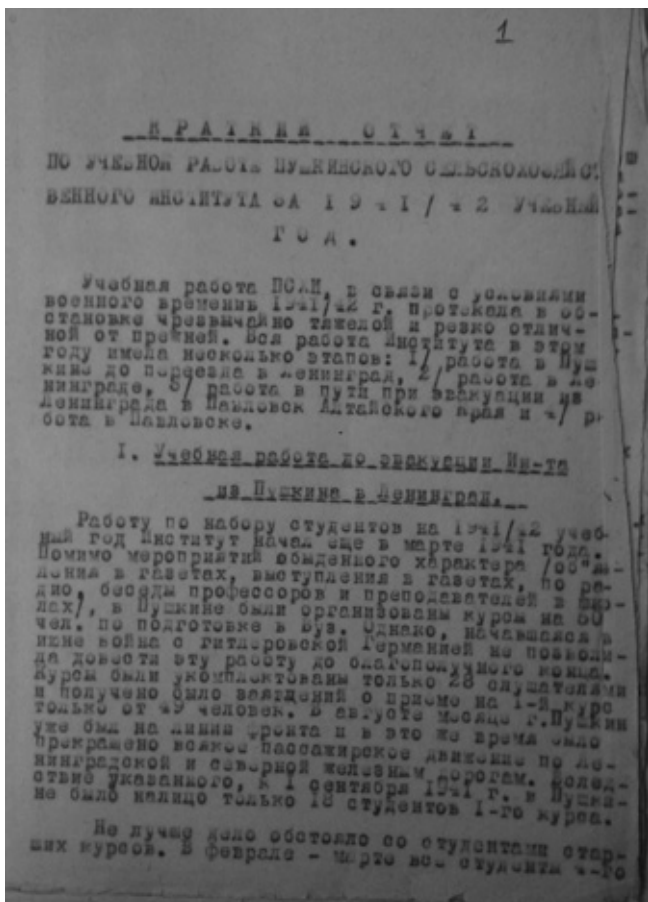 1
КРАТКИЙ ОТЧЕТ
ПО УЧЕБНОЙ РАБОТА ПУШКИНСКОГО СЕЛЬСКОХОЗЯЙСТ
ВЕННОГО ИНСТИТУТА ЗА 1941/42 УЧЕБНЫЙ
ГОД.
Учебная работа ПСХИ, в связи с условиями
военного времени в 1941/42 г. протекала в об-
становке чрезвычайно тяжелой и резко отлич-
ной от прежней. Вся работа Института в этом
году имела несколько этапов: 1/ работа в Пуш
кине до переезда в Ленинград, 2/ работа в Ле-
нинграде, 3/ работа в пути при эвакуации из
Ленинграда в Павловск Алтайского края и 4/ ра
бота в Павловске.
I. Учебная работа до эвакуации Ин-та
из Пушкина в Ленинград.
Работу по набору студентов на 1941/42 учеб-
ный год Институт начал еще в марте 1941 года.
Помимо мероприятий обыденного характера /об"яв-
ления в газетах, выступления в газетах, по ра-
дио, беседы профессоров и преподавателей в шко-
лах/, в Пушкине были организованы курсы на 50
чел. по подготовке в Вуз. Однако, начавшаяся в
июне война с гитлеровской Германией не позволи-
ла довести эту работу до благополучного конца.
Курсы были укомплектованы только 28 слушателями
и получено было заявлений о приеме на 1-й курс
только от 49 человек. В августе месяце г.Пушкин
уже был на линии фронта и в это же время было
прекращено всякое пассажирское движение по Ле-
нинградской и северной железным дорогам. Вслед-
ствие указанного, к 1 сентября 1941 г. в Пушки-
не было налицо только 18 студентов I-го курса.
Не лучше дело обстояло со студентами стар-
ших курсов. В феврале - марте все студенты 4-го